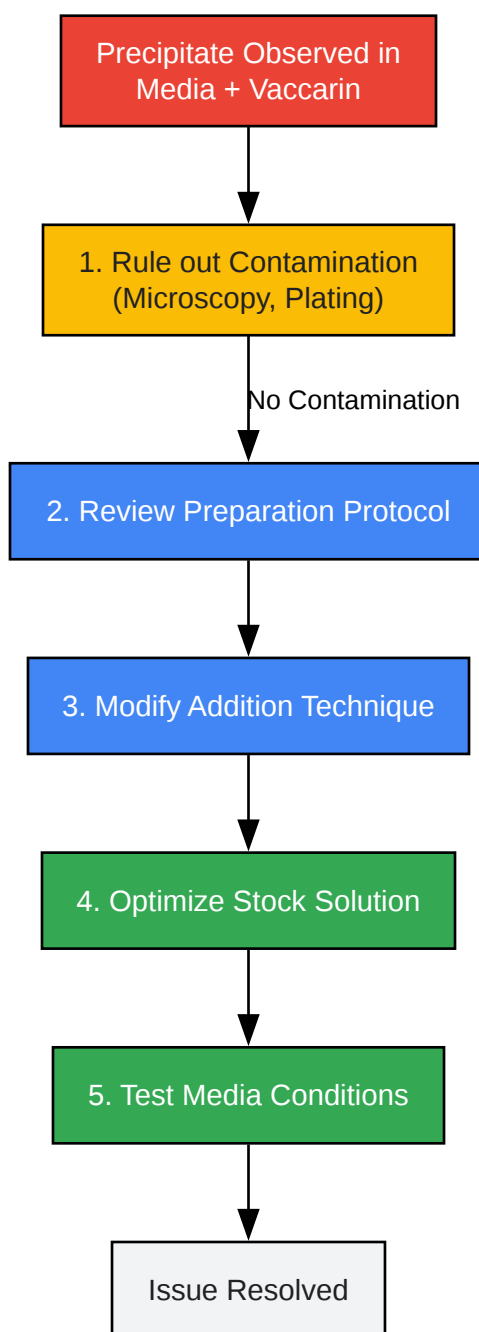 Precipitate Observed in
Media + Vaccarin
1. Rule out Contamination
(Microscopy, Plating)
No Contamination
2. Review Preparation Protocol
3. Modify Addition Technique
4. Optimize Stock Solution
5. Test Media Conditions
Issue Resolved